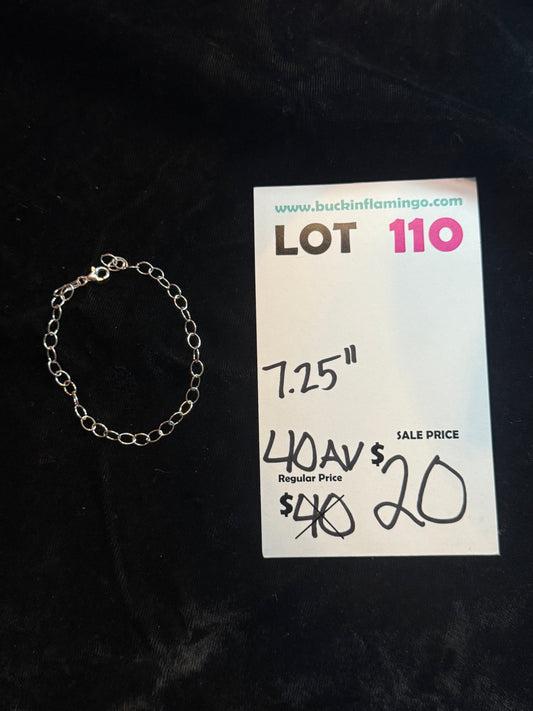 www.buckinflamingo.com
LOT 110
7.25"
40AV
SALE PRICE
$20
Regular Price
$40